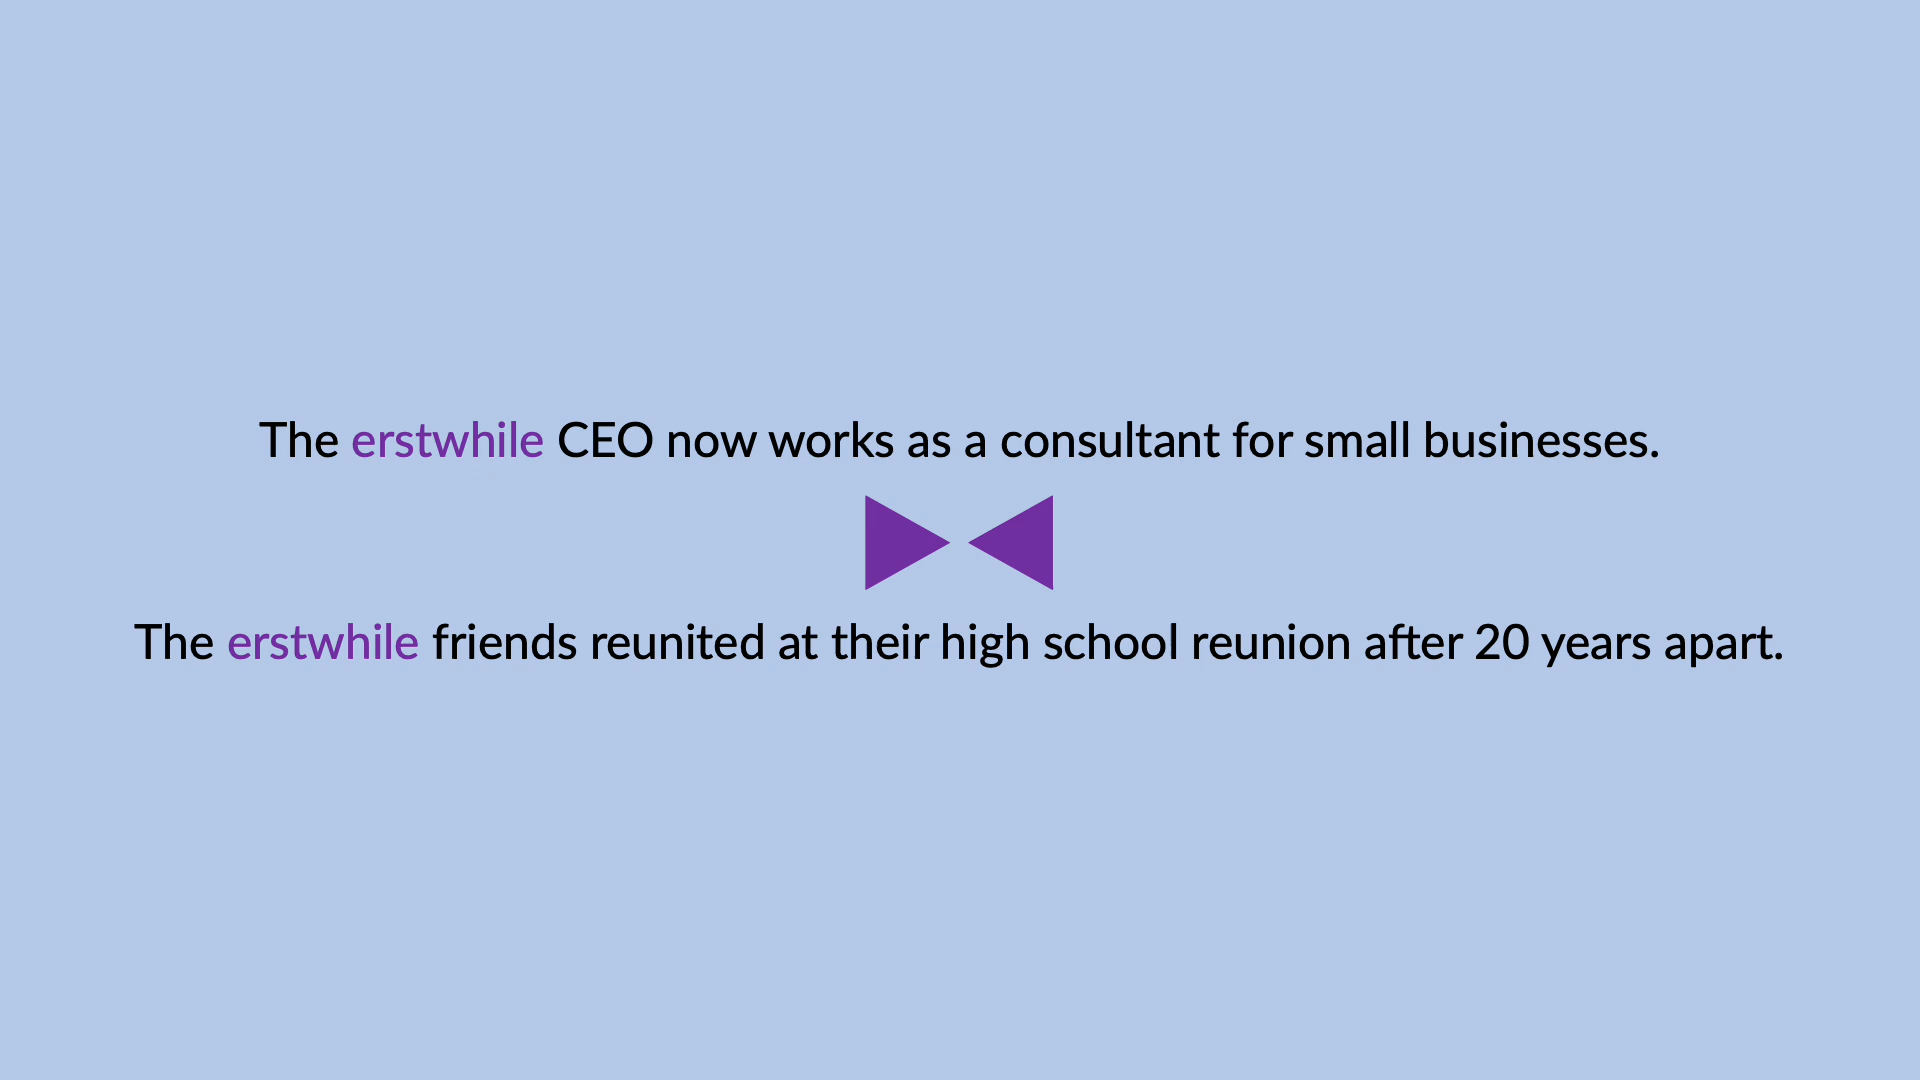 The erstwhile CEO now works as a consultant for small businesses.
The erstwhile friends reunited at their high school reunion after 20 years apart.